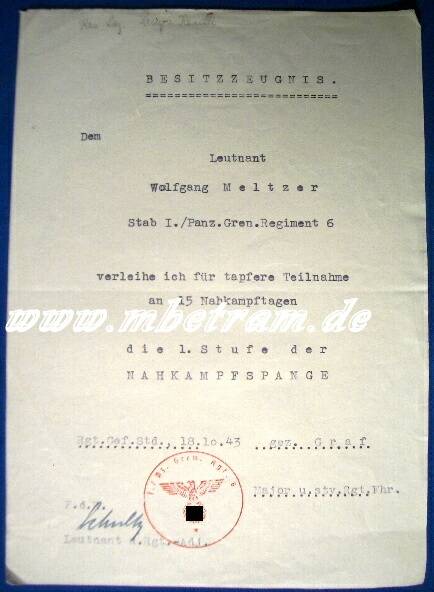 BESITZZEUGNIS.
Dem
Leutnant
Wolfgang Meltzer
Stab I./Panz.Gren.Regiment 6
verleihe ich für tapfere Teilnahme
an 15 Nahkampftagen
www.mbetram.de
die 1. Stufe der
NAHKAMPFSPANGE
Rgt.Gef.Std., 18.10.43 gez. Graf
Major u.stv.Rgt.Fhr.
F.d.
Schultz
Leutnant u.Rgt.-Adj.